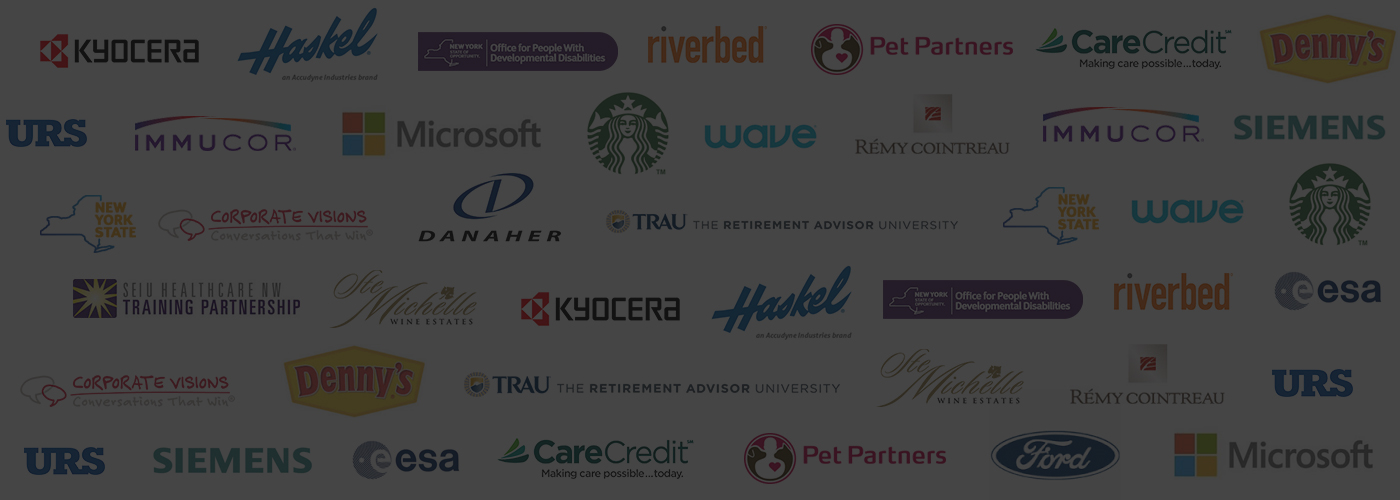 KYOCERA
Haskel
an Accudyne Industries brand
NEW YORK
STATE OF
OPPORTUNITY.
Office for People With
Developmental Disabilities
riverbed
Pet Partners
CareCredit™
Making care possible...today.
Denny's
URS
IMMUCOR
Microsoft
TM
wave
RÉMY COINTREAU
IMMUCOR
SIEMENS
NEW
YORK
STATE
CORPORATE VISIONS
Conversations That Win®
DANAHER
TRAU THE RETIREMENT ADVISOR UNIVERSITY
NEW
YORK
STATE
wave
TM
SEIU HEALTHCARE NW
TRAINING PARTNERSHIP
Ste
Michelle
WINE ESTATES
KYOCERA
Haskel
an Accudyne Industries brand
NEW YORK
STATE OF
OPPORTUNITY.
Office for People With
Developmental Disabilities
riverbed
esa
CORPORATE VISIONS
Conversations That Win®
Denny's
TRAU THE RETIREMENT ADVISOR UNIVERSITY
Ste
Michelle
WINE ESTATES
RÉMY COINTREAU
URS
URS
SIEMENS
esa
CareCredit™
Making care possible...today.
Pet Partners
Ford
Microsoft